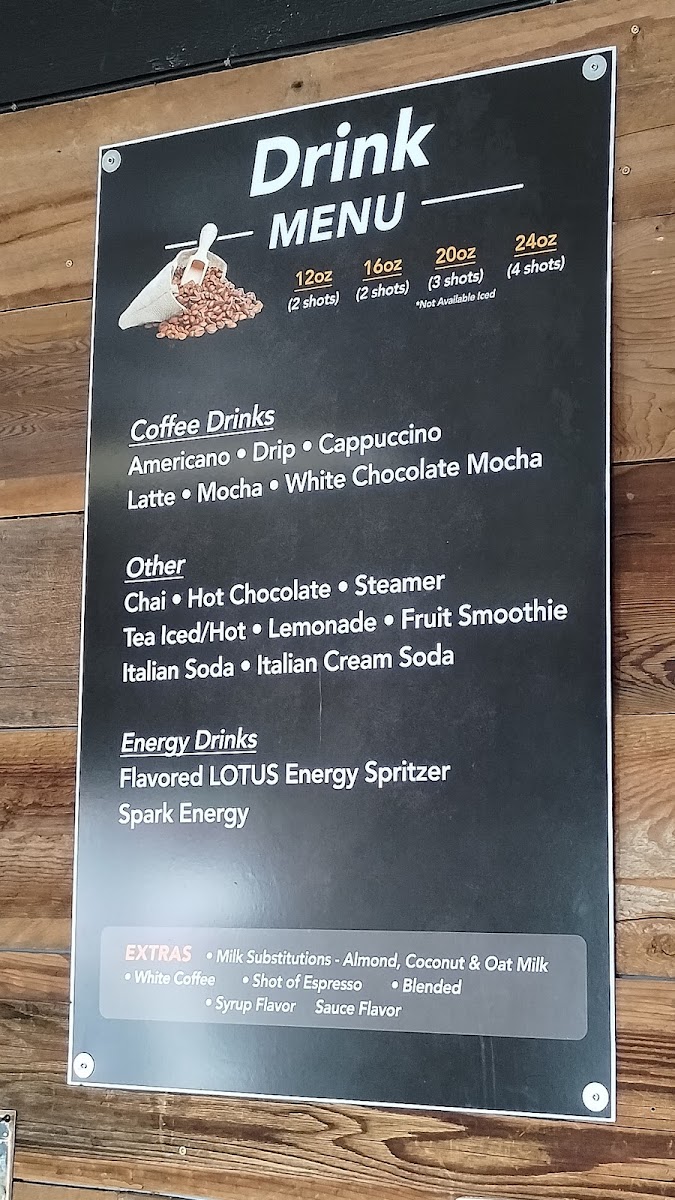 Drink
MENU
12oz 16oz 20oz 24oz
(2 shots) (2 shots) (3 shots) (4 shots)
*Not Available Iced
Coffee Drinks
Americano • Drip • Cappuccino
Latte • Mocha • White Chocolate Mocha
Other
Chai • Hot Chocolate • Steamer
Tea Iced/Hot • Lemonade • Fruit Smoothie
Italian Soda • Italian Cream Soda
Energy Drinks
Flavored LOTUS Energy Spritzer
Spark Energy
EXTRAS • Milk Substitutions - Almond, Coconut & Oat Milk
• White Coffee • Shot of Espresso • Blended
• Syrup Flavor Sauce Flavor